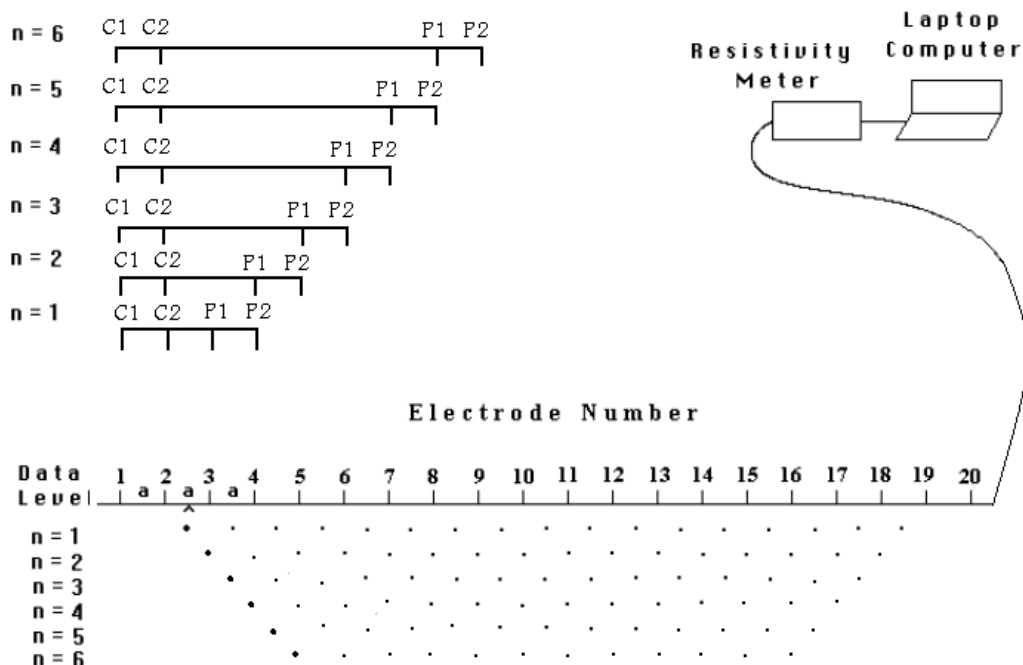 n = 6 C1 C2 P1 P2
n = 5 C1 C2 P1 P2
n = 4 C1 C2 P1 P2
n = 3 C1 C2 P1 P2
n = 2 C1 C2 P1 P2
n = 1 C1 C2 P1 P2
Resistivity
Meter
Laptop
Computer
Electrode Number
Data
Level
1 2 3 4 5 6 7 8 9 10 11 12 13 14 15 16 17 18 19 20
a a a
n = 1
n = 2
n = 3
n = 4
n = 5
n = 6